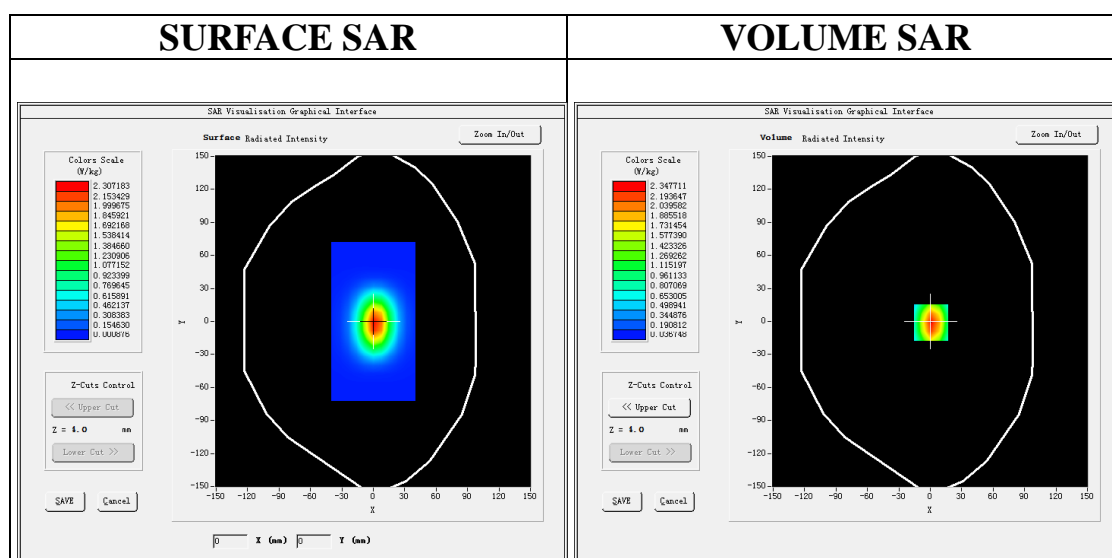 SURFACE SAR
VOLUME SAR
SAR Visualisation Graphical Interface
Surface Radiated Intensity
Zoom In/Out
Colors Scale
(W/kg)
2.307183
2.153429
1.999675
1.845921
1.692168
1.538414
1.384660
1.230906
1.077152
0.923399
0.769645
0.615891
0.462137
0.308383
0.154630
0.000876
Z-Cuts Control
<< Upper Cut
Z = 4.0 mm
Lower Cut >>
SAVE
Cancel
150
120
90
60
30
0
-30
-60
-90
-120
-150
Y
-150 -120 -90 -60 -30 0 30 60 90 120 150
X
0 X (mm) 0 Y (mm)
SAR Visualisation Graphical Interface
Volume Radiated Intensity
Zoom In/Out
Colors Scale
(W/kg)
2.347711
2.193647
2.039582
1.885518
1.731454
1.577390
1.423326
1.269262
1.115197
0.961133
0.807069
0.653005
0.498941
0.344876
0.190812
0.036748
Z-Cuts Control
<< Upper Cut
Z = 4.0 mm
Lower Cut >>
SAVE
Cancel
150
120
90
60
30
0
-30
-60
-90
-120
-150
Y
-150 -120 -90 -60 -30 0 30 60 90 120 150
X